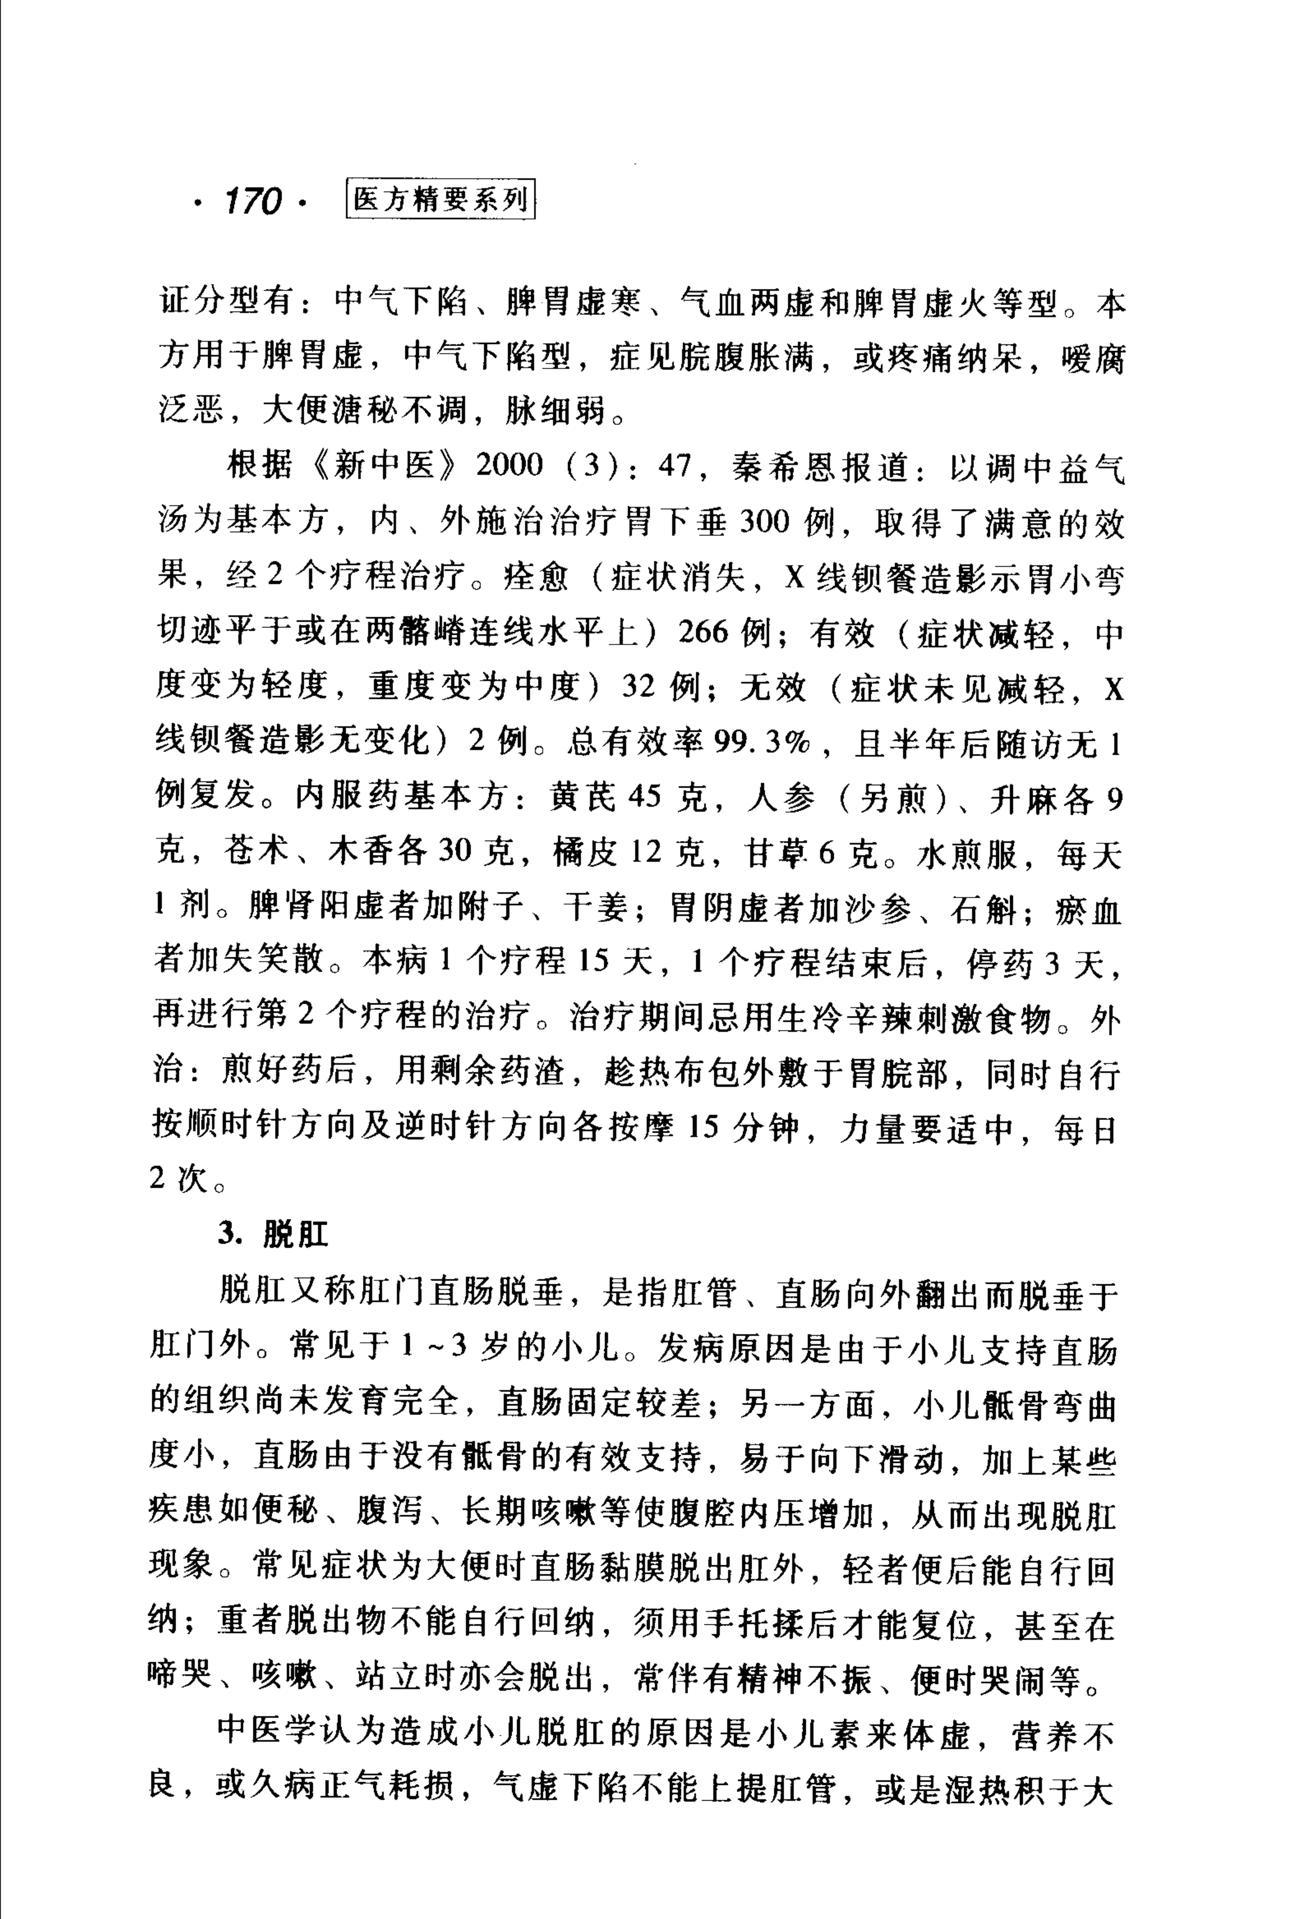 · 170 · 医方精要系列
证分型有：中气下陷、脾胃虚寒、气血两虚和脾胃虚火等型。本
方用于脾胃虚，中气下陷型，症见脘腹胀满，或疼痛纳呆，嗳腐
泛恶，大便溏秘不调，脉细弱。
根据《新中医》2000（3）：47，秦希恩报道：以调中益气
汤为基本方，内、外施治治疗胃下垂 300 例，取得了满意的效
果，经 2 个疗程治疗。痊愈（症状消失，X 线钡餐造影示胃小弯
切迹平于或在两髂嵴连线水平上）266 例；有效（症状减轻，中
度变为轻度，重度变为中度）32 例；无效（症状未见减轻，X
线钡餐造影无变化）2 例。总有效率 99.3%，且半年后随访无 1
例复发。内服药基本方：黄芪 45 克，人参（另煎）、升麻各 9
克，苍术、木香各 30 克，橘皮 12 克，甘草 6 克。水煎服，每天
1 剂。脾肾阳虚者加附子、干姜；胃阴虚者加沙参、石斛；瘀血
者加失笑散。本病 1 个疗程 15 天，1 个疗程结束后，停药 3 天，
再进行第 2 个疗程的治疗。治疗期间忌用生冷辛辣刺激食物。外
治：煎好药后，用剩余药渣，趁热布包外敷于胃脘部，同时自行
按顺时针方向及逆时针方向各按摩 15 分钟，力量要适中，每日
2 次。
3. 脱肛
脱肛又称肛门直肠脱垂，是指肛管、直肠向外翻出而脱垂于
肛门外。常见于 1～3 岁的小儿。发病原因是由于小儿支持直肠
的组织尚未发育完全，直肠固定较差；另一方面，小儿骶骨弯曲
度小，直肠由于没有骶骨的有效支持，易于向下滑动，加上某些
疾患如便秘、腹泻、长期咳嗽等使腹腔内压增加，从而出现脱肛
现象。常见症状为大便时直肠黏膜脱出肛外，轻者便后能自行回
纳；重者脱出物不能自行回纳，须用手托揉后才能复位，甚至在
啼哭、咳嗽、站立时亦会脱出，常伴有精神不振、便时哭闹等。
中医学认为造成小儿脱肛的原因是小儿素来体虚，营养不
良，或久病正气耗损，气虚下陷不能上提肛管，或是湿热积于大